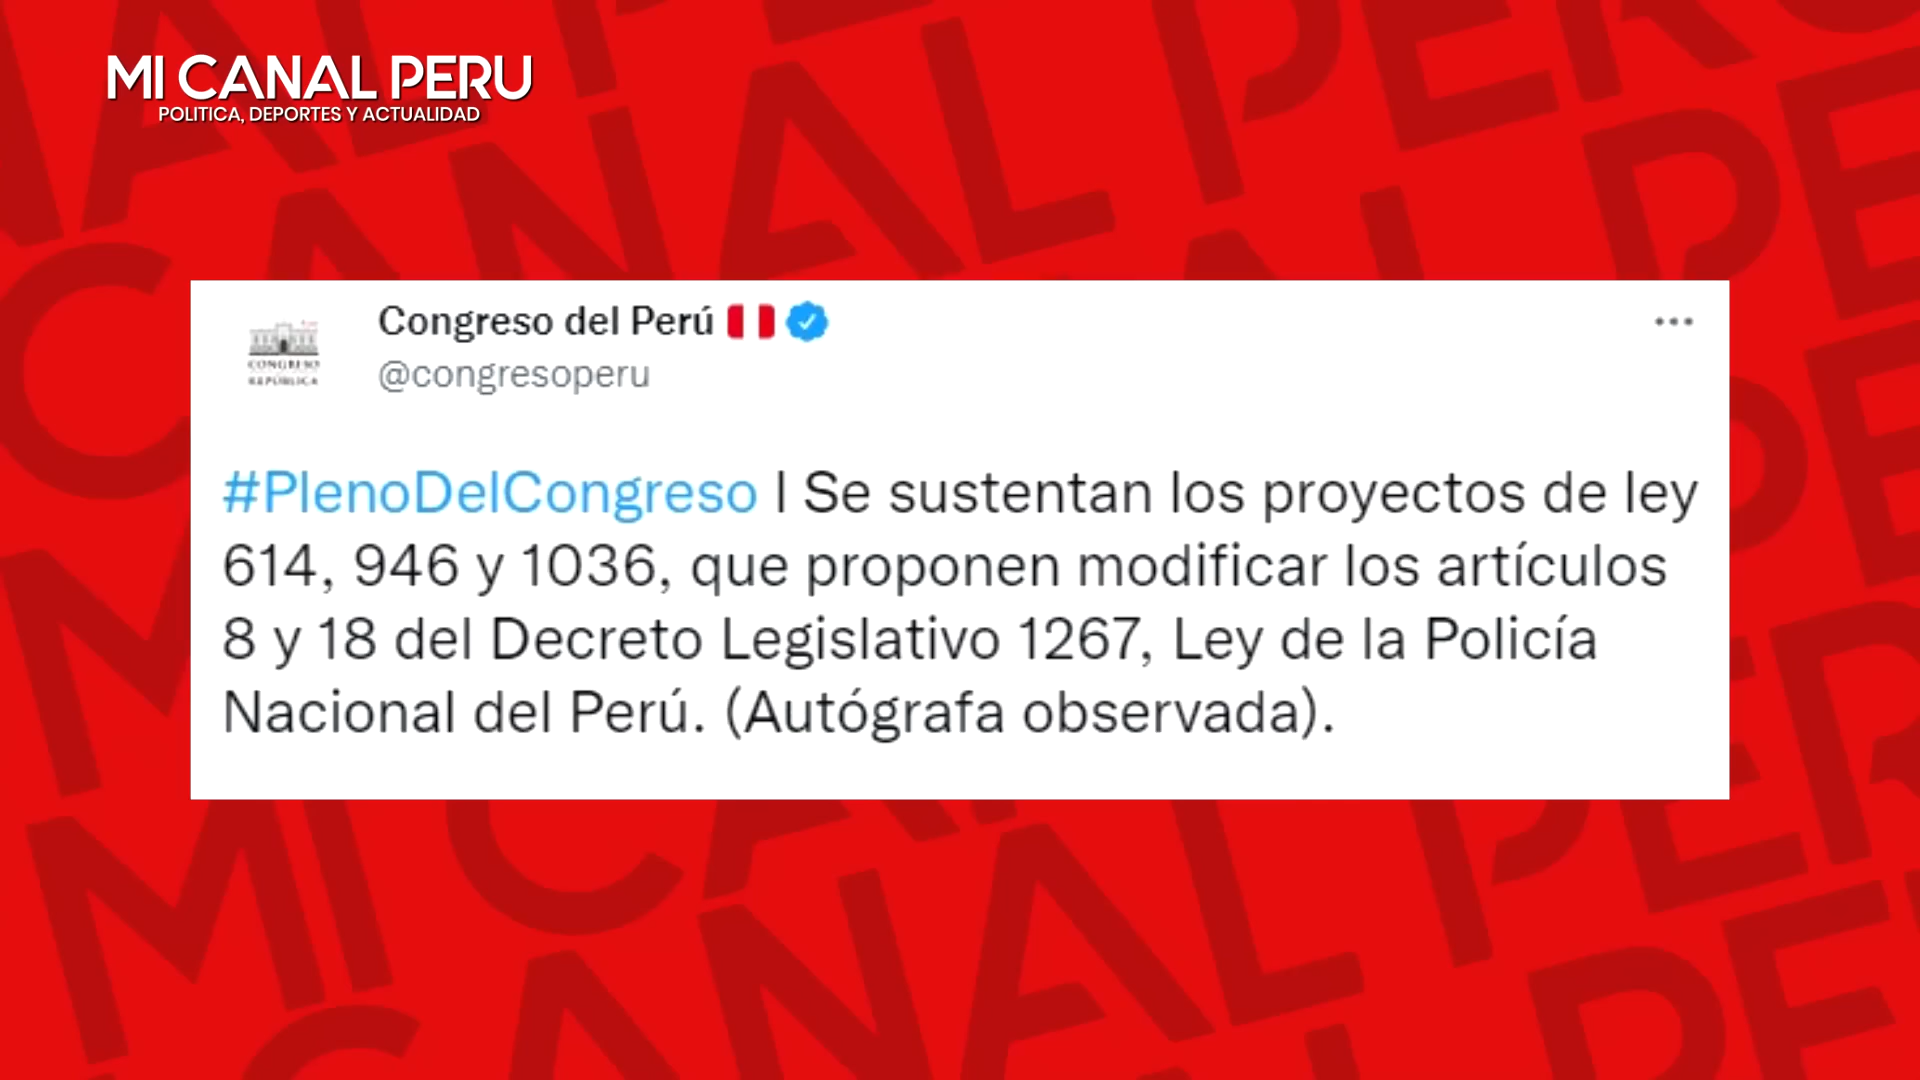 MI CANAL PERU
POLITICA, DEPORTES Y ACTUALIDAD
Congreso del Perú
@congresoperu
CONGRESO
REPÚBLICA
#PlenoDelCongreso | Se sustentan los proyectos de ley
614, 946 y 1036, que proponen modificar los artículos
8 y 18 del Decreto Legislativo 1267, Ley de la Policía
Nacional del Perú. (Autógrafa observada).